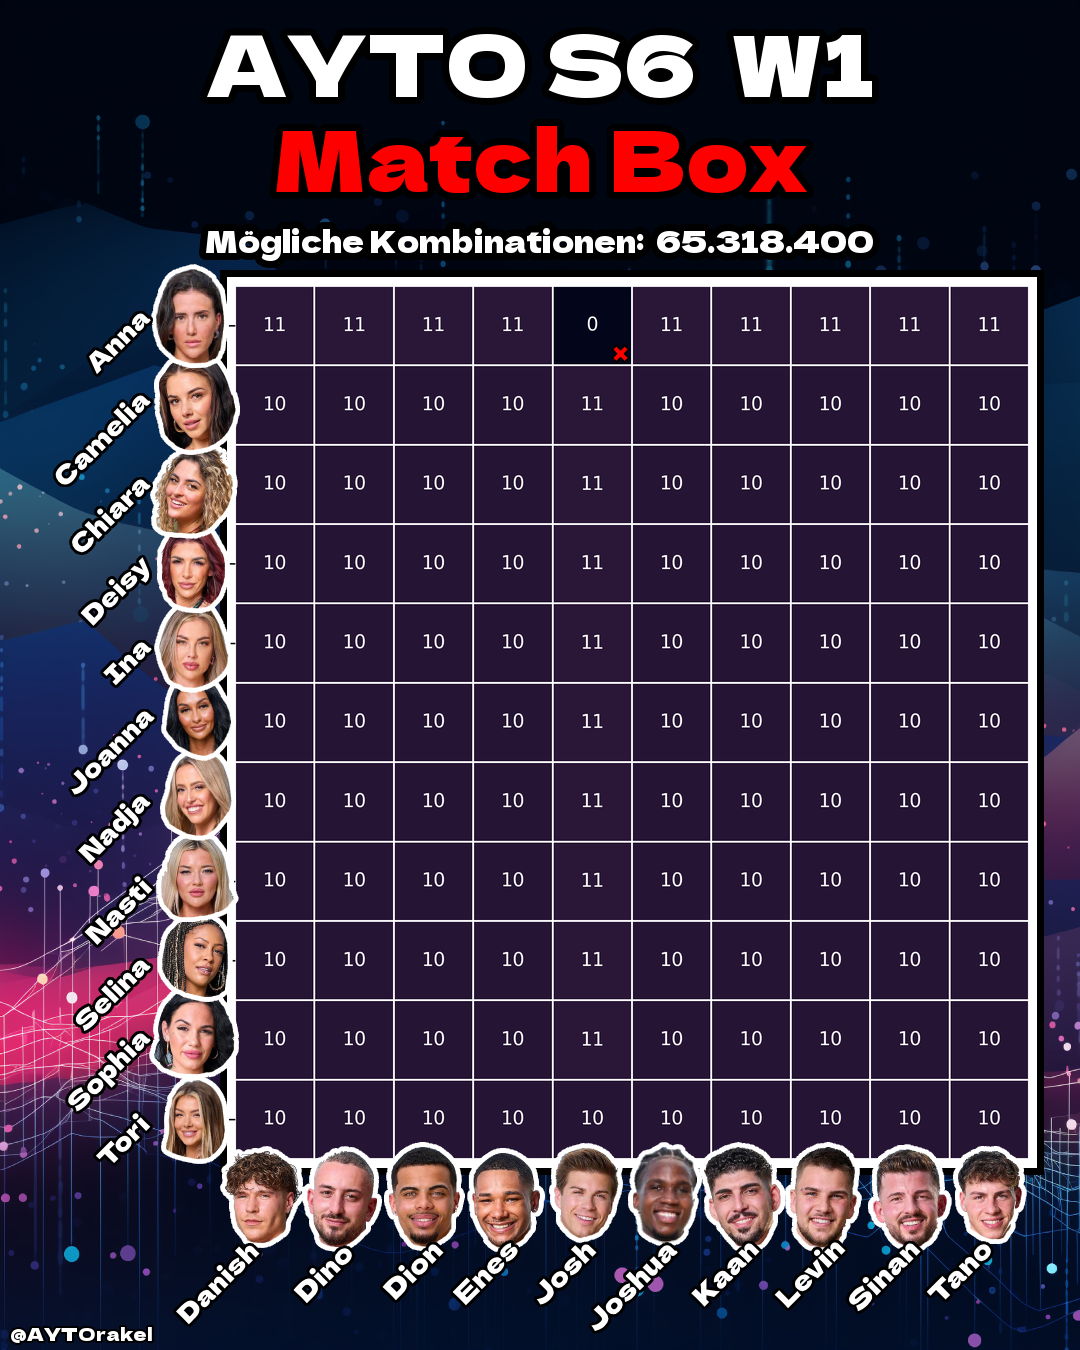 AYTO S6 W1
Match Box
Mögliche Kombinationen: 65.318.400
Anna 11 11 11 11 0 11 11 11 11 11
Camelia 10 10 10 10 11 10 10 10 10 10
Chiara 10 10 10 10 11 10 10 10 10 10
Deisy 10 10 10 10 11 10 10 10 10 10
Ina 10 10 10 10 11 10 10 10 10 10
Joanna 10 10 10 10 11 10 10 10 10 10
Nadja 10 10 10 10 11 10 10 10 10 10
Nasti 10 10 10 10 11 10 10 10 10 10
Selina 10 10 10 10 11 10 10 10 10 10
Sophia 10 10 10 10 11 10 10 10 10 10
Tori 10 10 10 10 10 10 10 10 10 10
Danish Dino Dion Enes Josh Joshua Kaan Levin Sinan Tano
@AYTOrakel